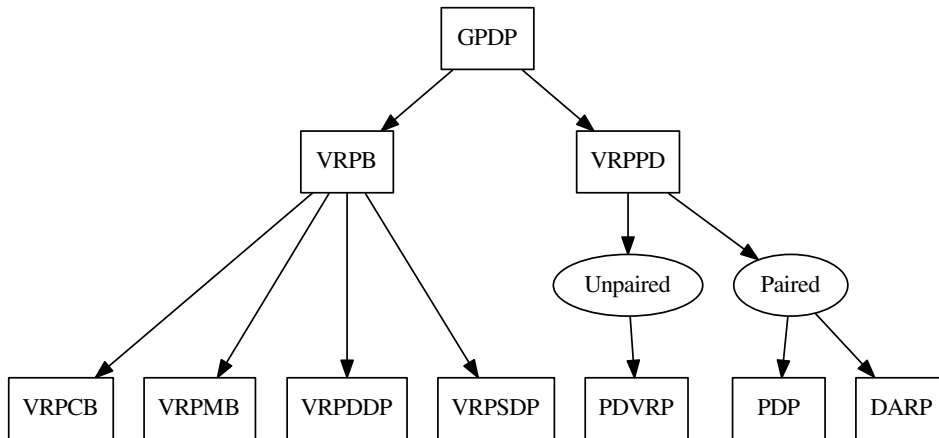 GPDP
VRPB
VRPPD
Unpaired
Paired
VRPCB
VRPMB
VRPDDP
VRPSDP
PDVRP
PDP
DARP